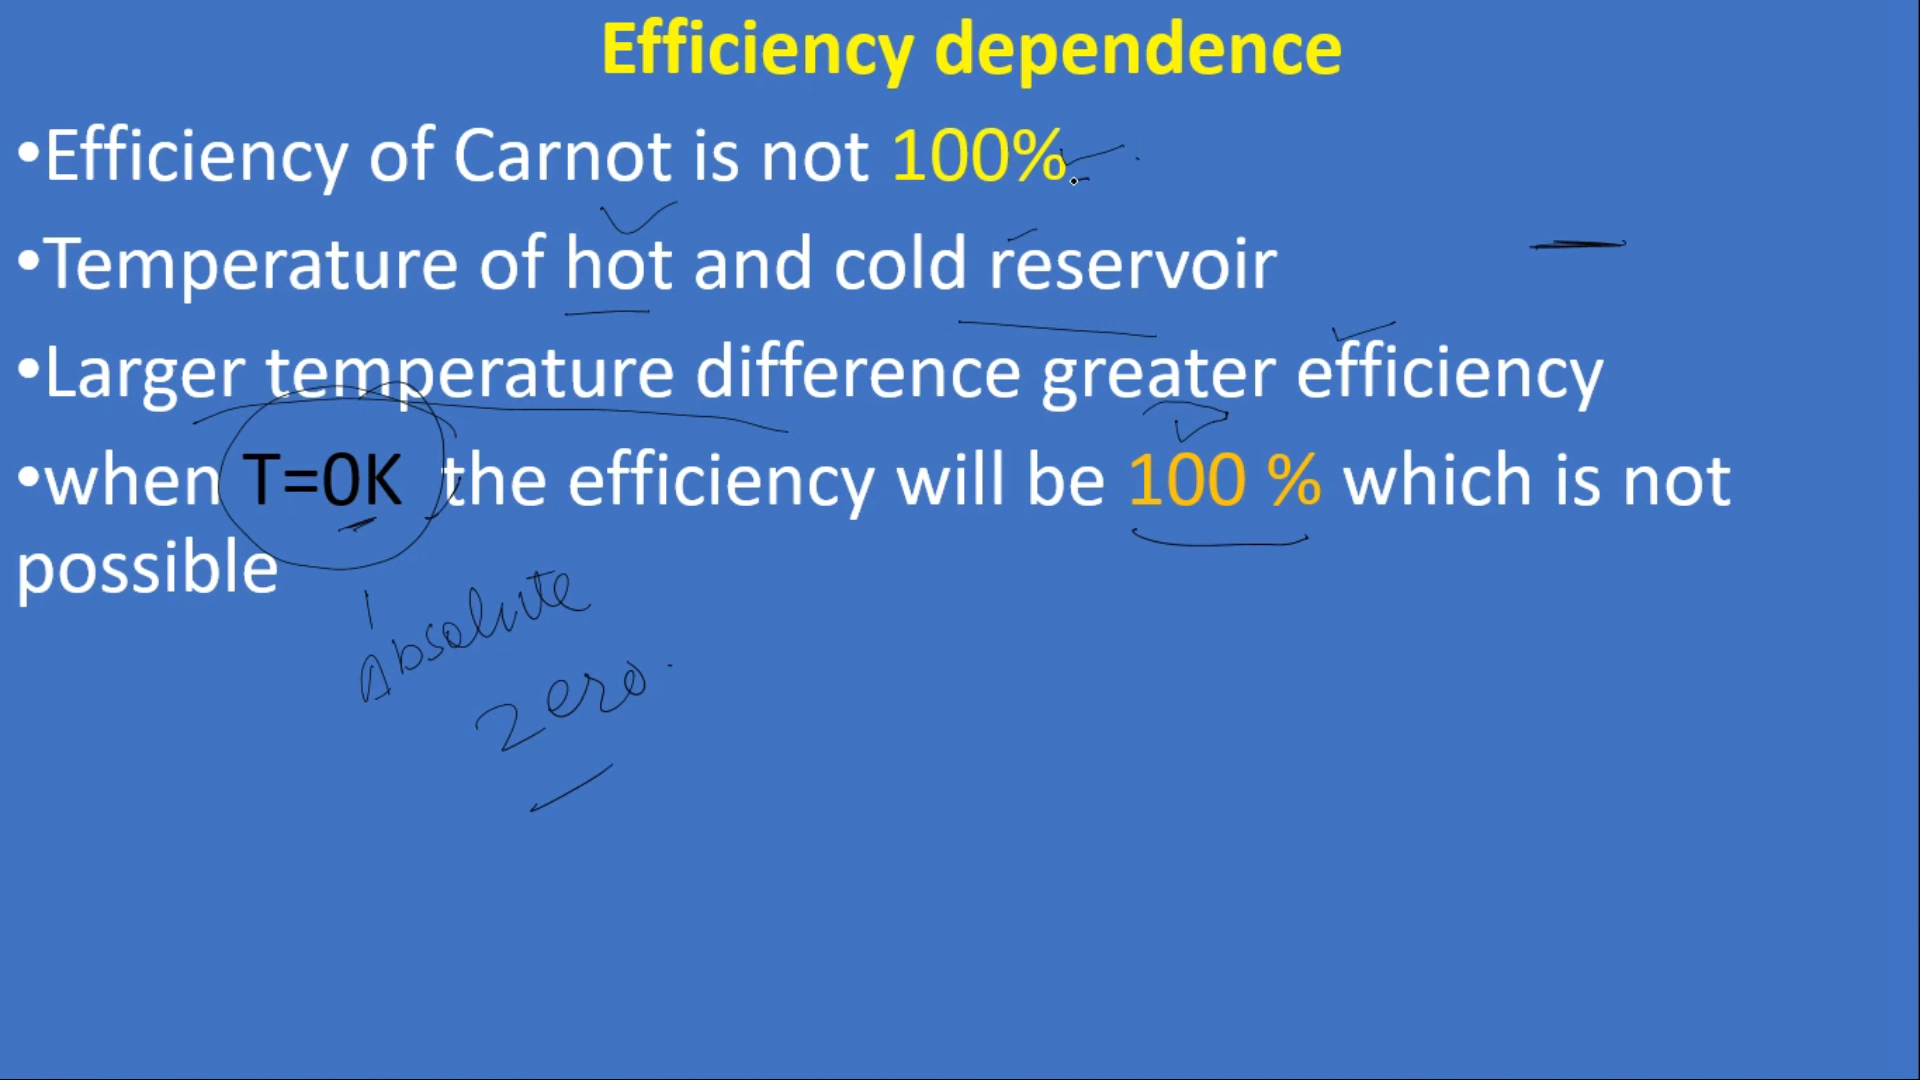 Efficiency dependence
•Efficiency of Carnot is not 100%
•Temperature of hot and cold reservoir
•Larger temperature difference greater efficiency
•when T=0K the efficiency will be 100 % which is not
possible
Absolute
zero.